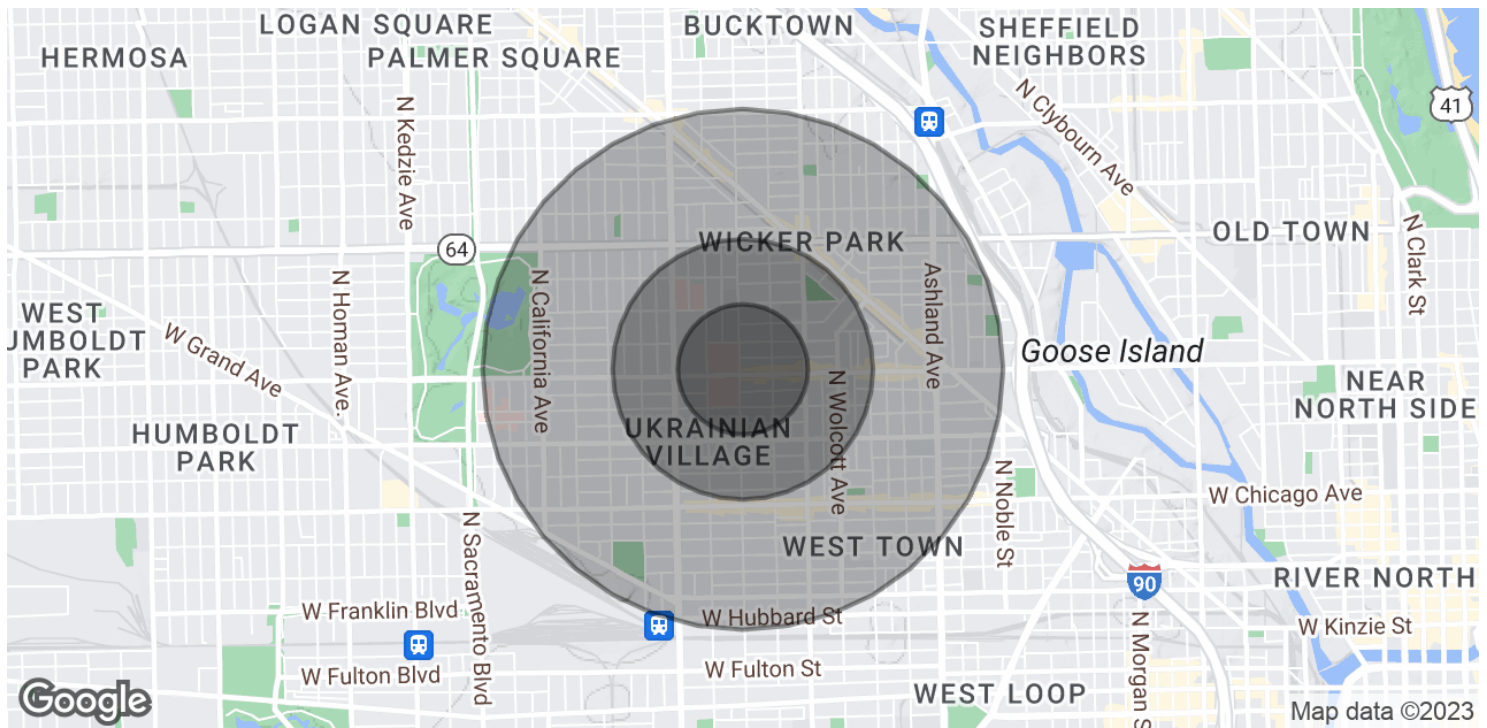 LOGAN SQUARE
BUCKTOWN
SHEFFIELD
NEIGHBORS
HERMOSA
PALMER SQUARE
N Kedzie Ave
N Clybourn Ave
41
WICKER PARK
OLD TOWN
64
N Clark St
N Homan Ave.
N California Ave
Ashland Ave
WEST
UMBOLDT
PARK
W Grand Ave
Goose Island
N Wolcott Ave
NEAR
NORTH SIDE
HUMBOLDT
PARK
UKRAINIAN
VILLAGE
N Noble St
W Chicago Ave
N Sacramento Blvd
WEST TOWN
90
RIVER NORTH
W Franklin Blvd
W Hubbard St
N Morgan S
W Kinzie St
W Fulton Blvd
W Fulton St
WEST LOOP
Google
Map data ©2023